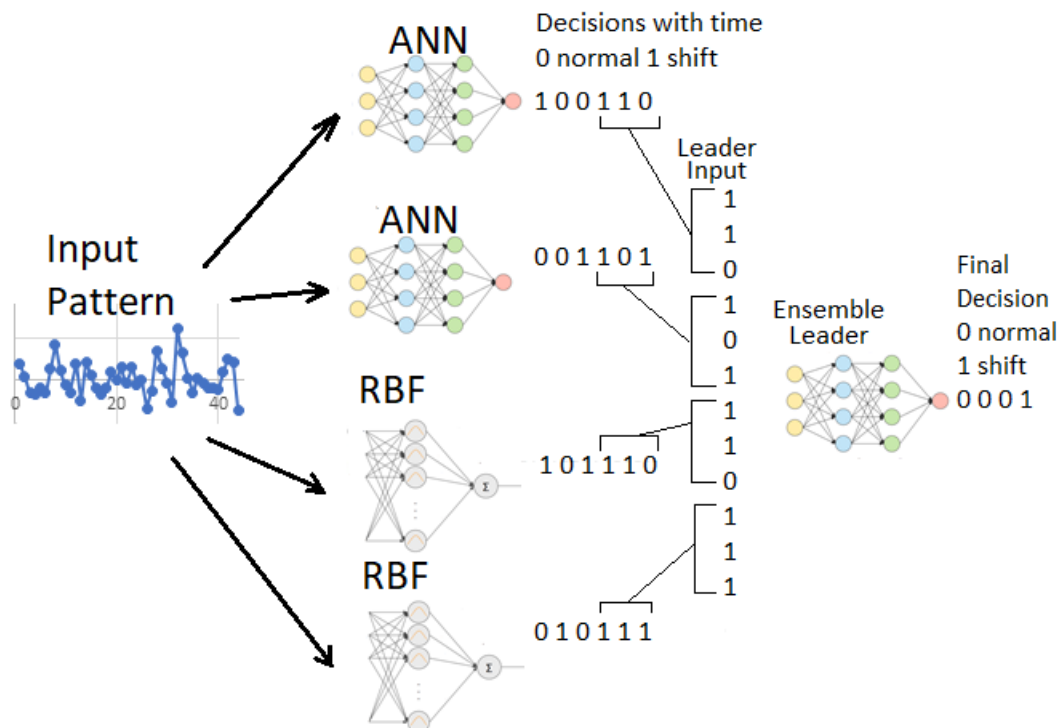 Input
Pattern
0
20
40
ANN
ANN
RBF
RBF
Decisions with time
0 normal 1 shift
1 0 0 1 1 0
0 0 1 1 0 1
1 0 1 1 1 0
0 1 0 1 1 1
Leader
Input
1
1
0
1
0
1
1
1
0
1
1
1
Ensemble
Leader
Final
Decision
0 normal
1 shift
0 0 0 1
Σ
Σ